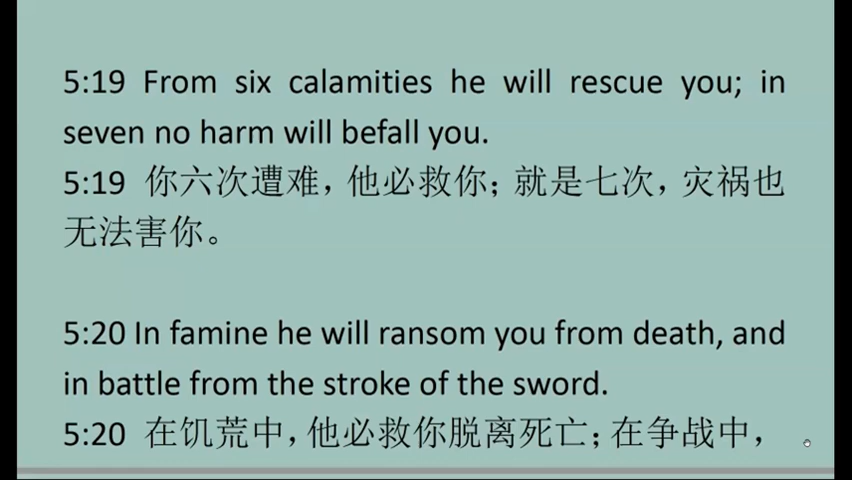 5:19 From six calamities he will rescue you; in
seven no harm will befall you.
5:19 你六次遭难，他必救你；就是七次，灾祸也
无法害你。
5:20 In famine he will ransom you from death, and
in battle from the stroke of the sword.
5:20 在饥荒中，他必救你脱离死亡；在争战中，